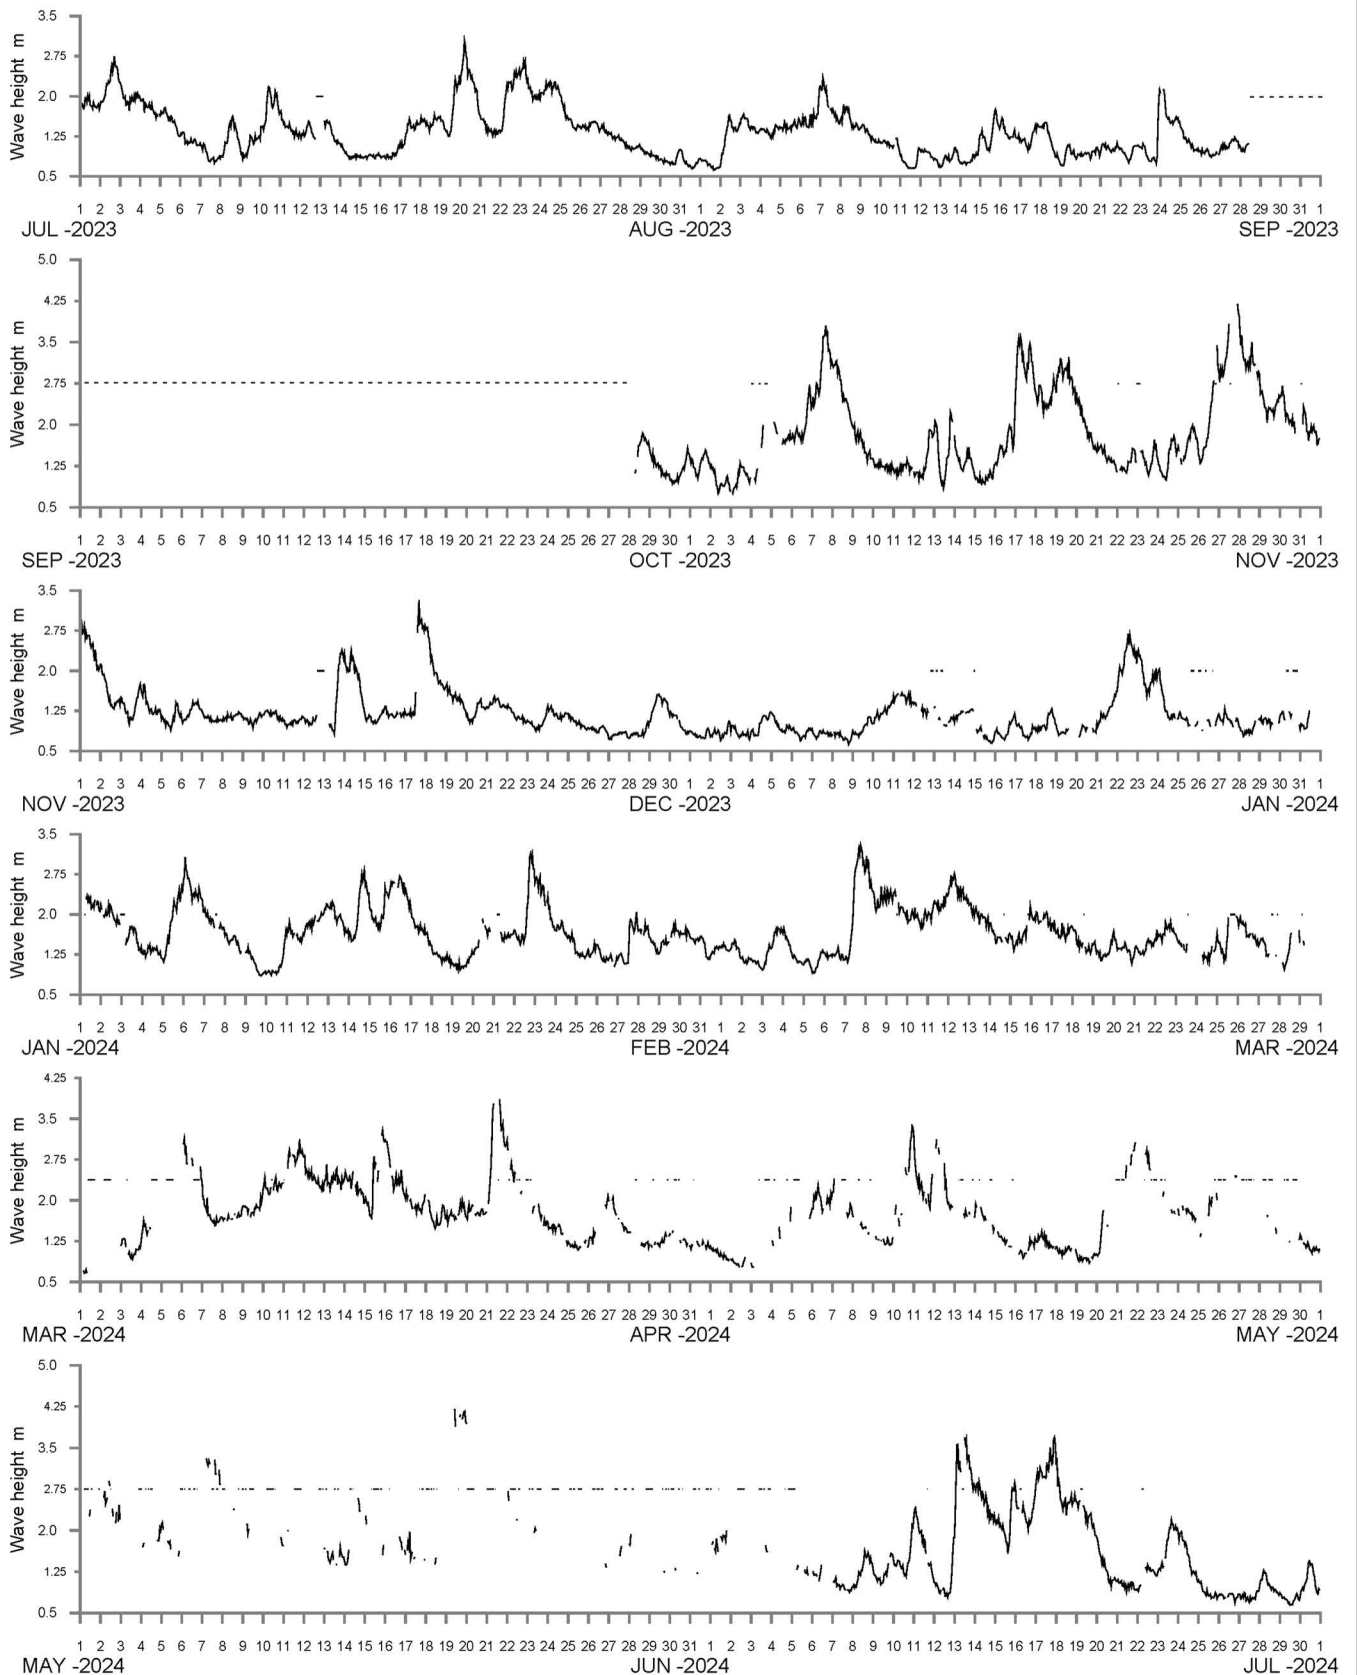 3.5
2.75
2.0
1.25
0.5
Wave height m
1 2 3 4 5 6 7 8 9 10 11 12 13 14 15 16 17 18 19 20 21 22 23 24 25 26 27 28 29 30 31 1 2 3 4 5 6 7 8 9 10 11 12 13 14 15 16 17 18 19 20 21 22 23 24 25 26 27 28 29 30 31 1
JUL -2023 AUG -2023 SEP -2023
5.0
4.25
3.5
2.75
2.0
1.25
0.5
Wave height m
1 2 3 4 5 6 7 8 9 10 11 12 13 14 15 16 17 18 19 20 21 22 23 24 25 26 27 28 29 30 1 2 3 4 5 6 7 8 9 10 11 12 13 14 15 16 17 18 19 20 21 22 23 24 25 26 27 28 29 30 31 1
SEP -2023 OCT -2023 NOV -2023
3.5
2.75
2.0
1.25
0.5
Wave height m
1 2 3 4 5 6 7 8 9 10 11 12 13 14 15 16 17 18 19 20 21 22 23 24 25 26 27 28 29 30 1 2 3 4 5 6 7 8 9 10 11 12 13 14 15 16 17 18 19 20 21 22 23 24 25 26 27 28 29 30 31 1
NOV -2023 DEC -2023 JAN -2024
3.5
2.75
2.0
1.25
0.5
Wave height m
1 2 3 4 5 6 7 8 9 10 11 12 13 14 15 16 17 18 19 20 21 22 23 24 25 26 27 28 29 30 31 1 2 3 4 5 6 7 8 9 10 11 12 13 14 15 16 17 18 19 20 21 22 23 24 25 26 27 28 29 1
JAN -2024 FEB -2024 MAR -2024
4.25
3.5
2.75
2.0
1.25
0.5
Wave height m
1 2 3 4 5 6 7 8 9 10 11 12 13 14 15 16 17 18 19 20 21 22 23 24 25 26 27 28 29 30 31 1 2 3 4 5 6 7 8 9 10 11 12 13 14 15 16 17 18 19 20 21 22 23 24 25 26 27 28 29 30 1
MAR -2024 APR -2024 MAY -2024
5.0
4.25
3.5
2.75
2.0
1.25
0.5
Wave height m
1 2 3 4 5 6 7 8 9 10 11 12 13 14 15 16 17 18 19 20 21 22 23 24 25 26 27 28 29 30 31 1 2 3 4 5 6 7 8 9 10 11 12 13 14 15 16 17 18 19 20 21 22 23 24 25 26 27 28 29 30 1
MAY -2024 JUN -2024 JUL -2024